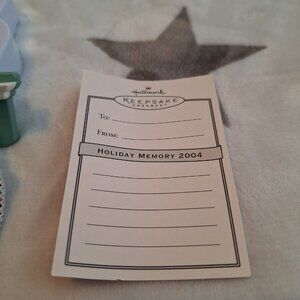 Hallmark
KEEPSAKE
ORNAMENT
TO:
FROM:
HOLIDAY MEMORY 2004